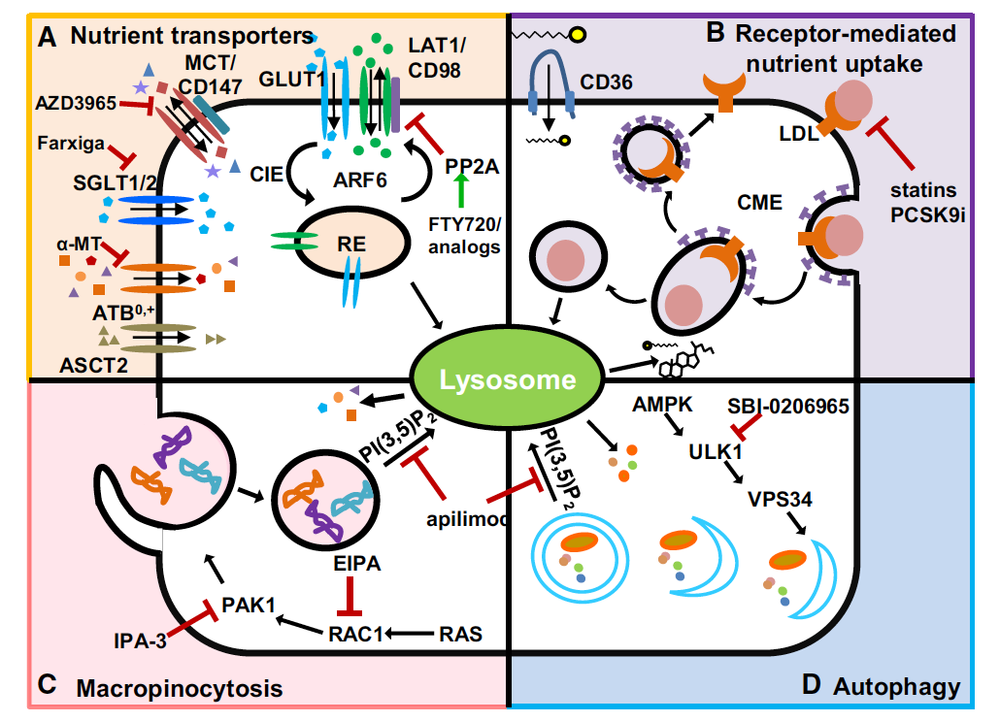 A Nutrient transporters
MCT/
CD147
GLUT1
LAT1/
CD98
AZD3965
Farxiga
SGLT1/2
α-MT
ATB0,+
ASCT2
CIE
ARF6
PP2A
FTY720/
analogs
RE
B Receptor-mediated
nutrient uptake
CD36
LDL
statins
PCSK9i
CME
Lysosome
PI(3,5)P2
apilimod
EIPA
PAK1
IPA-3
RAC1
RAS
C Macropinocytosis
AMPK
SBI-0206965
ULK1
VPS34
PI(3,5)P2
D Autophagy